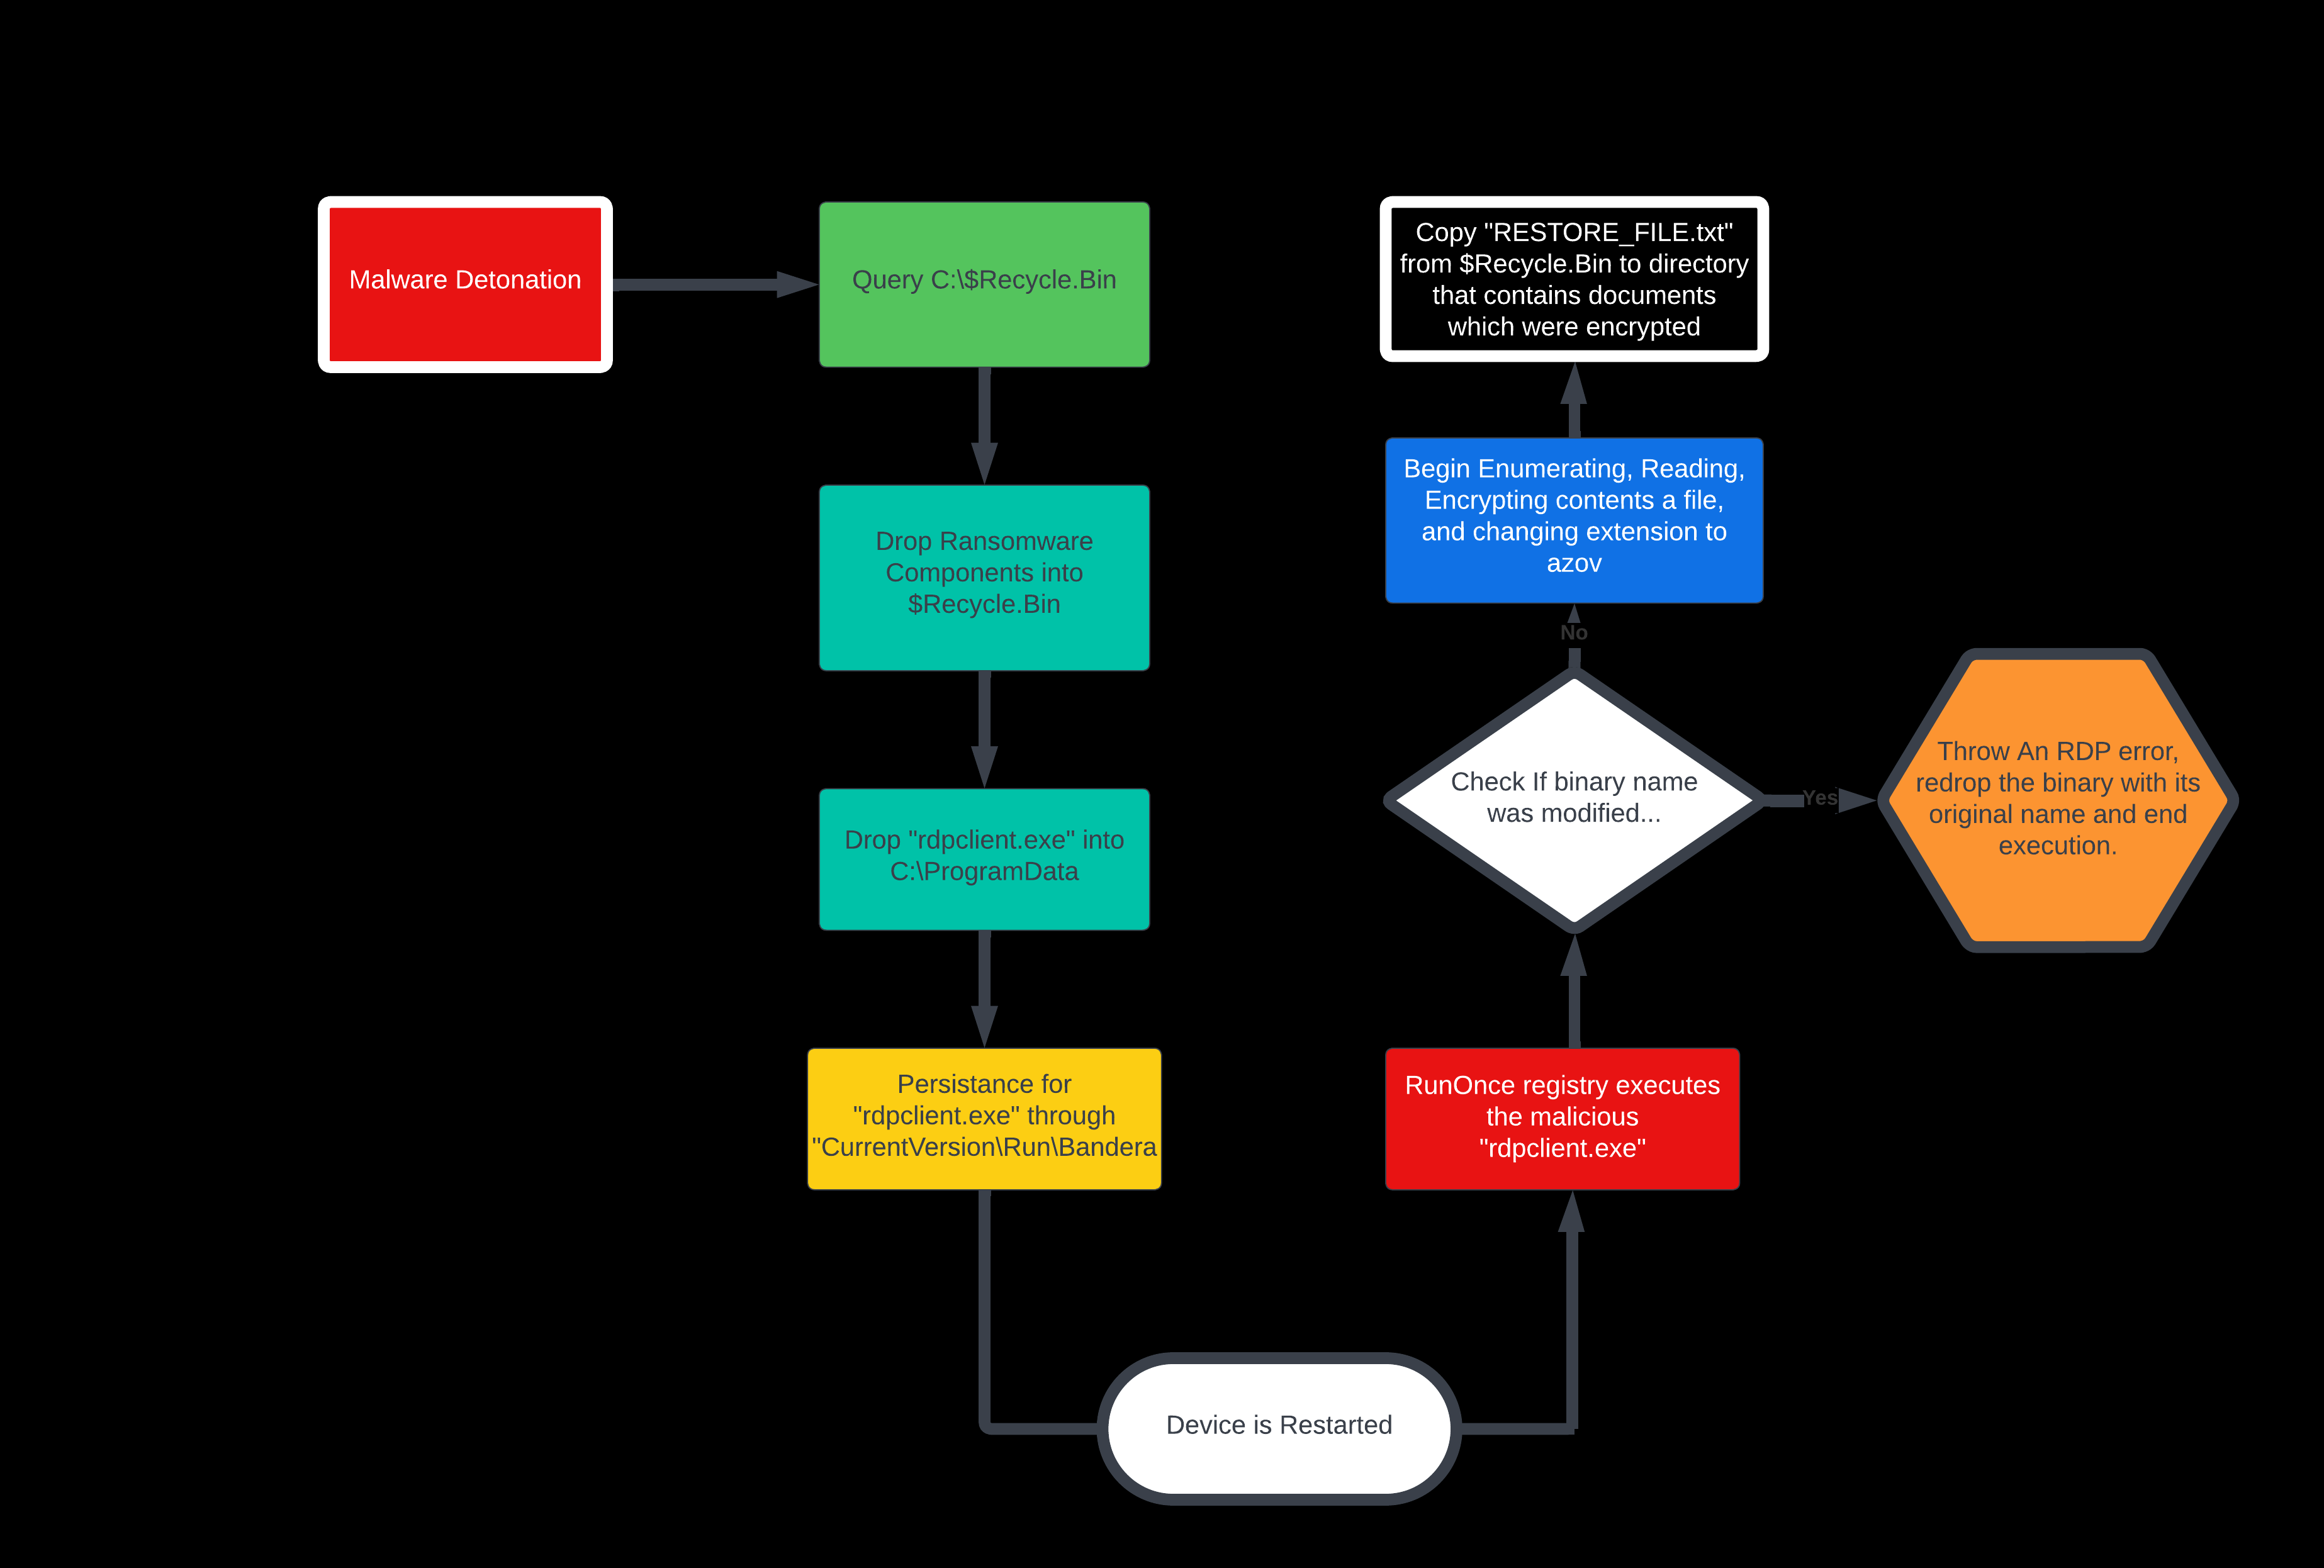 Malware Detonation
Query C:\$Recycle.Bin
Drop Ransomware
Components into
$Recycle.Bin
Drop "rdpclient.exe" into
C:\ProgramData
Persistance for
"rdpclient.exe" through
"CurrentVersion\Run\Bandera
Device is Restarted
RunOnce registry executes
the malicious
"rdpclient.exe"
Check If binary name
was modified...
Yes
Throw An RDP error,
redrop the binary with its
original name and end
execution.
No
Begin Enumerating, Reading,
Encrypting contents a file,
and changing extension to
azov
Copy "RESTORE_FILE.txt"
from $Recycle.Bin to directory
that contains documents
which were encrypted